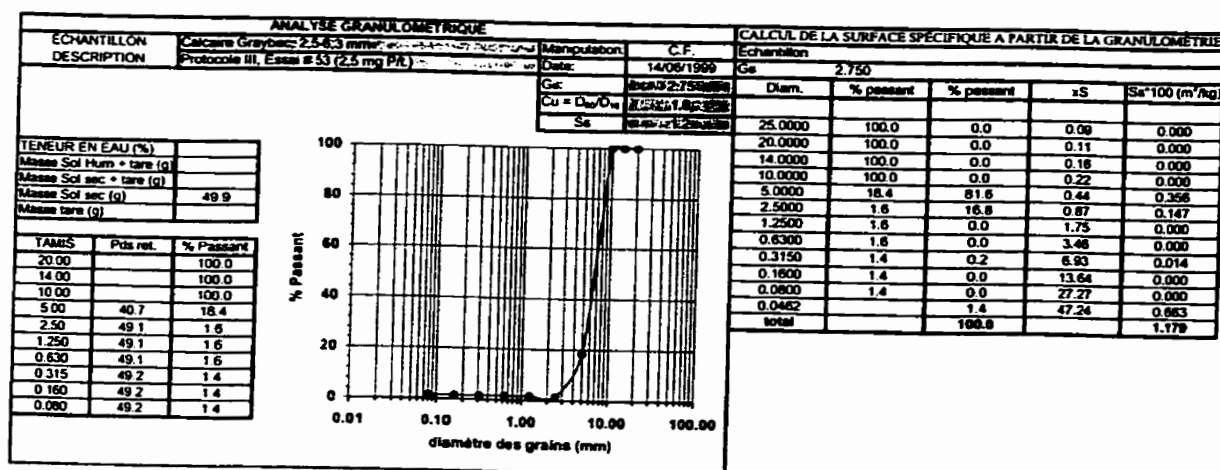 ANALYSE GRANULOMÉTRIQUE
ÉCHANTILLON Calcaire Graybec, 2.5-6.3 mm
DESCRIPTION Protocole III, Essai # 53 (2.5 mg P/L)
Manipulation: C.F.
Date: 14/06/1999
Gs:
Cu = D60/D10
Ss
TENEUR EN EAU (%)
Masse Sol Hum + tare (g)
Masse Sol sec + tare (g)
Masse Sol sec (g) 49.9
Masse tare (g)
TAMIS Pds ret. % Passant
20.00 100.0
14.00 100.0
10.00 100.0
5.00 40.7 18.4
2.50 49.1 1.6
1.250 49.1 1.6
0.630 49.1 1.6
0.315 49.2 1.4
0.160 49.2 1.4
0.080 49.2 1.4
% Passant
100
80
60
40
20
0
0.01 0.10 1.00 10.00 100.00
diamètre des grains (mm)
CALCUL DE LA SURFACE SPÉCIFIQUE A PARTIR DE LA GRANULOMÉTRIE
Échantillon
Gs 2.750
Diam. % passant % passant xS Ss*100 (m²/kg)
25.0000 100.0 0.0 0.09 0.000
20.0000 100.0 0.0 0.11 0.000
14.0000 100.0 0.0 0.16 0.000
10.0000 100.0 0.0 0.22 0.000
5.0000 18.4 81.6 0.44 0.356
2.5000 1.6 16.8 0.87 0.147
1.2500 1.6 0.0 1.75 0.000
0.6300 1.6 0.0 3.46 0.000
0.3150 1.4 0.2 6.93 0.014
0.1600 1.4 0.0 13.64 0.000
0.0800 1.4 0.0 27.27 0.000
0.0462 1.4 47.24 0.663
total 100.0 1.179